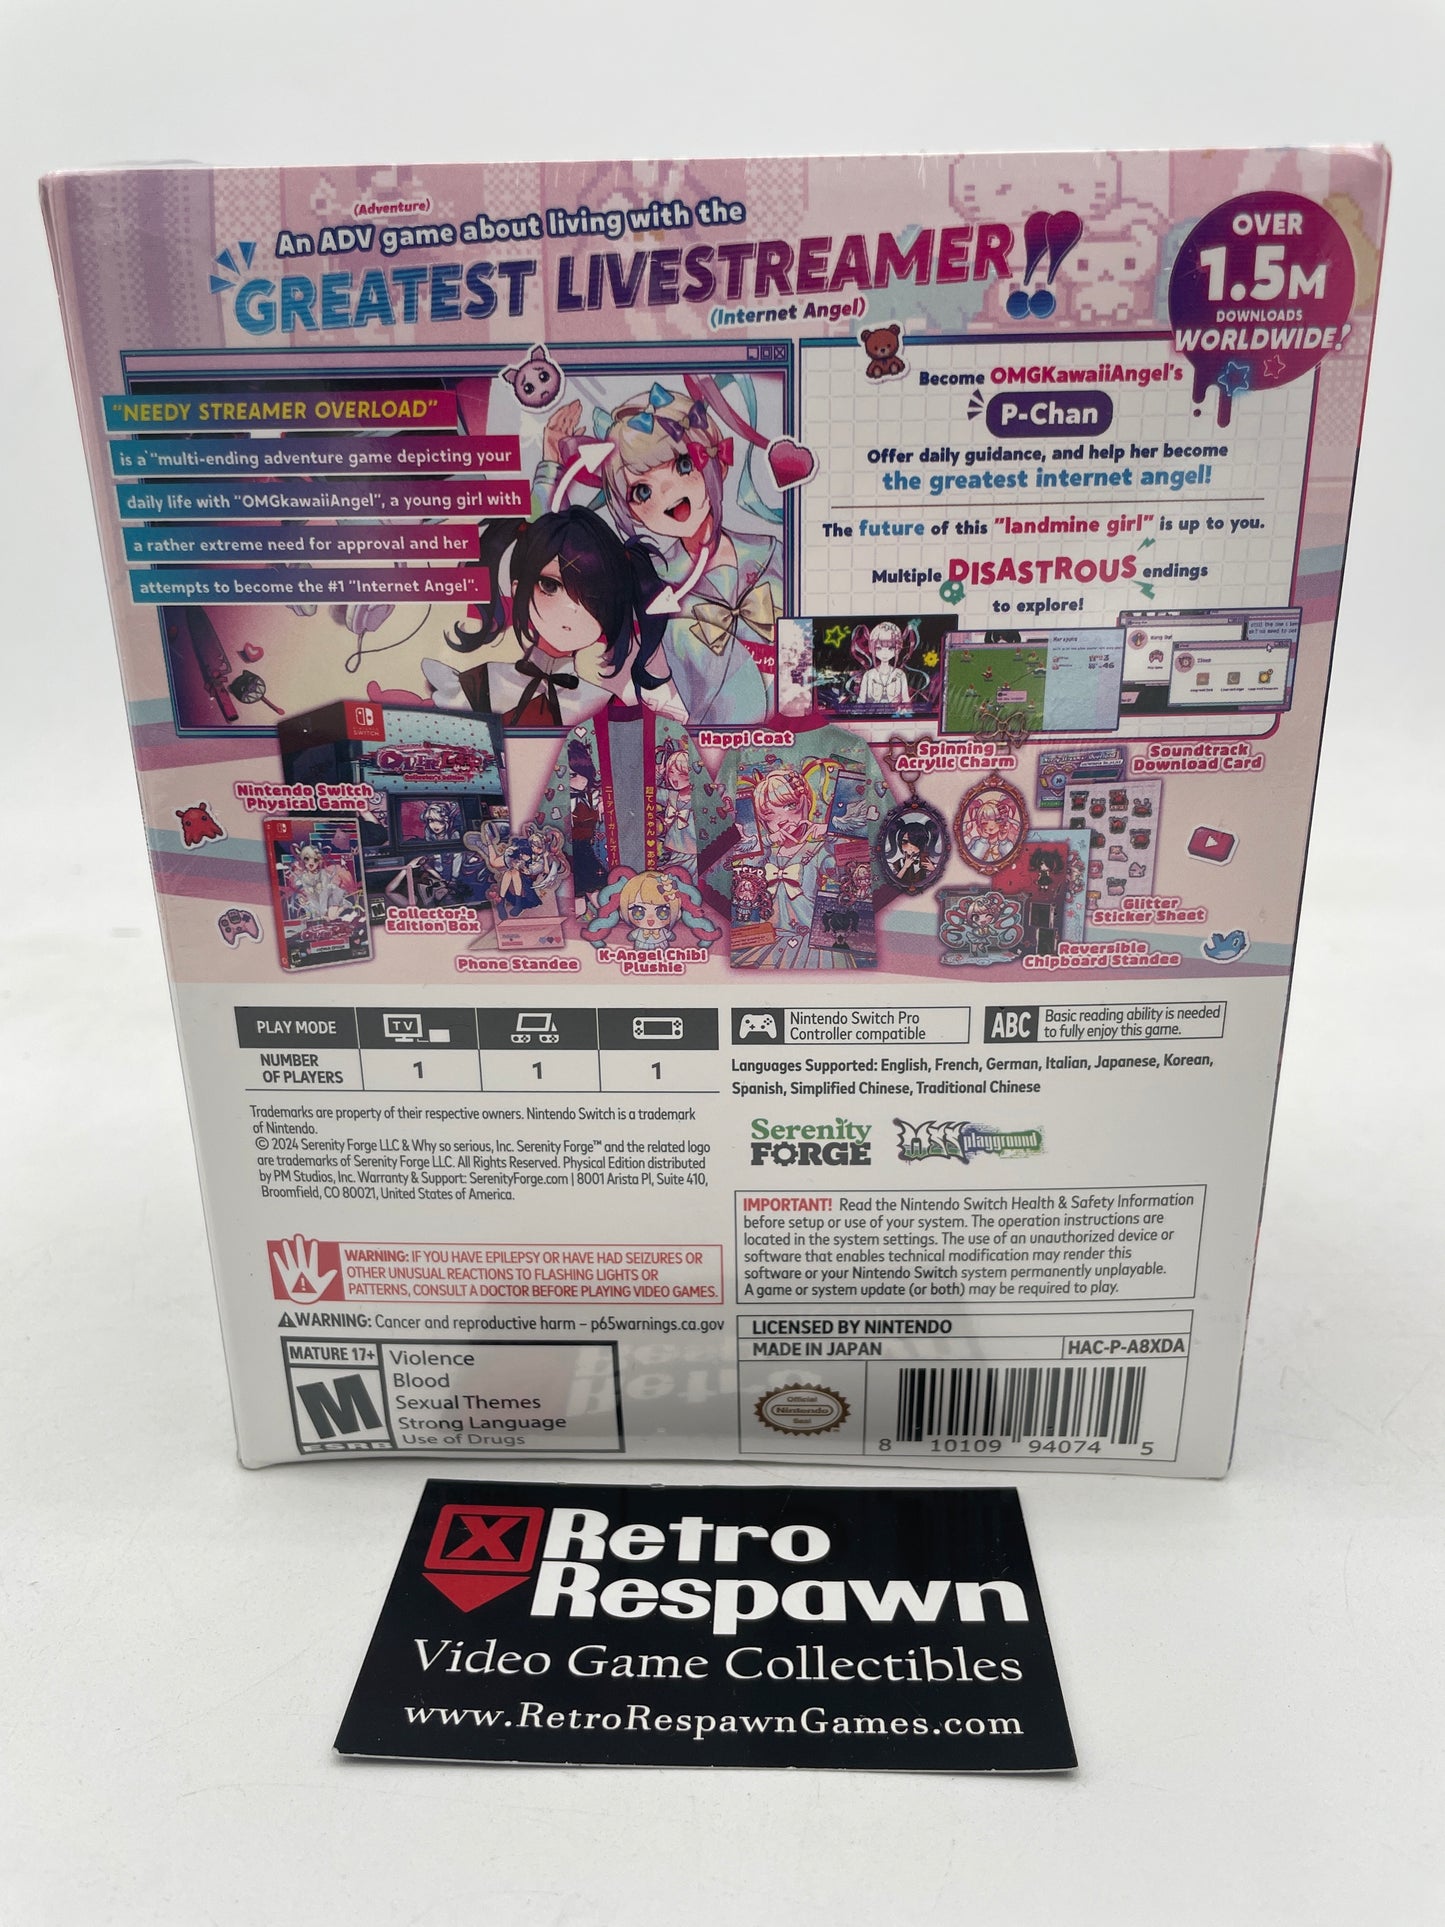 (Adventure)
An ADV game about living with the
GREATEST LIVESTREAMER!!
(Internet Angel)
OVER
1.5M
DOWNLOADS
WORLDWIDE!
"NEEDY STREAMER OVERLOAD"
is a "multi-ending adventure game depicting your
daily life with "OMGkawaiiAngel", a young girl with
a rather extreme need for approval and her
attempts to become the #1 "Internet Angel".
Become OMGKawaiiAngel's
P-Chan
Offer daily guidance, and help her become
the greatest internet angel!
The future of this "landmine girl" is up to you.
Multiple DISASTROUS endings
to explore!
Nintendo Switch
Physical Game
Collector's
Edition Box
Phone Standee
Happi Coat
K-Angel Chibi
Plushie
Spinning
Acrylic Charm
Soundtrack
Download Card
Glitter
Sticker Sheet
Reversible
Chipboard Standee
PLAY MODE
TV
NUMBER
OF PLAYERS
1
1
1
Nintendo Switch Pro
Controller compatible
ABC
Basic reading ability is needed
to fully enjoy this game.
Languages Supported: English, French, German, Italian, Japanese, Korean,
Spanish, Simplified Chinese, Traditional Chinese
Trademarks are property of their respective owners. Nintendo Switch is a trademark
of Nintendo.
© 2024 Serenity Forge LLC & Why so serious, Inc. Serenity Forge™ and the related logo
are trademarks of Serenity Forge LLC. All Rights Reserved. Physical Edition distributed
by PM Studios, Inc. Warranty & Support: SerenityForge.com | 8001 Arista Pl, Suite 410,
Broomfield, CO 80021, United States of America.
Serenity
FORGE
WSS playground
WARNING: IF YOU HAVE EPILEPSY OR HAVE HAD SEIZURES OR
OTHER UNUSUAL REACTIONS TO FLASHING LIGHTS OR
PATTERNS, CONSULT A DOCTOR BEFORE PLAYING VIDEO GAMES.
IMPORTANT! Read the Nintendo Switch Health & Safety Information
before setup or use of your system. The operation instructions are
located in the system settings. The use of an unauthorized device or
software that enables technical modification may render this
software or your Nintendo Switch system permanently unplayable.
A game or system update (or both) may be required to play.
WARNING: Cancer and reproductive harm – p65warnings.ca.gov
MATURE 17+
M
ESRB
Violence
Blood
Sexual Themes
Strong Language
Use of Drugs
LICENSED BY NINTENDO
MADE IN JAPAN
HAC-P-A8XDA
Official
Nintendo
Seal
8 10109 94074 5
Retro
Respawn
Video Game Collectibles
www.RetroRespawnGames.com